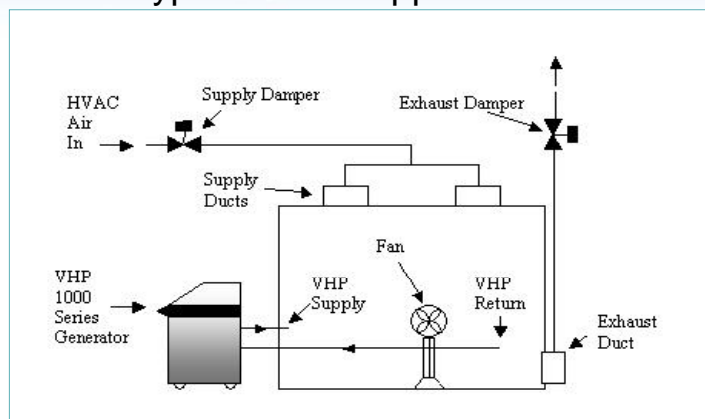 HVAC
Air
In
Supply Damper
Exhaust Damper
Supply
Ducts
Fan
VHP
1000
Series
Generator
VHP
Supply
VHP
Return
Exhaust
Duct